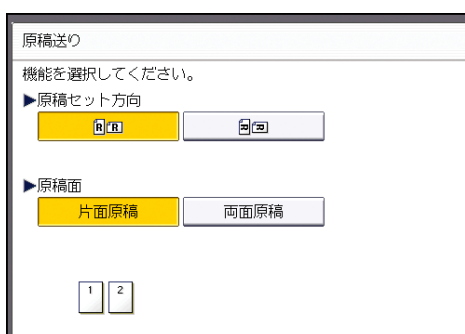 原稿送り
機能を選択してください。
▶原稿セット方向
R R R R
▶原稿面
片面原稿 両面原稿
1 2